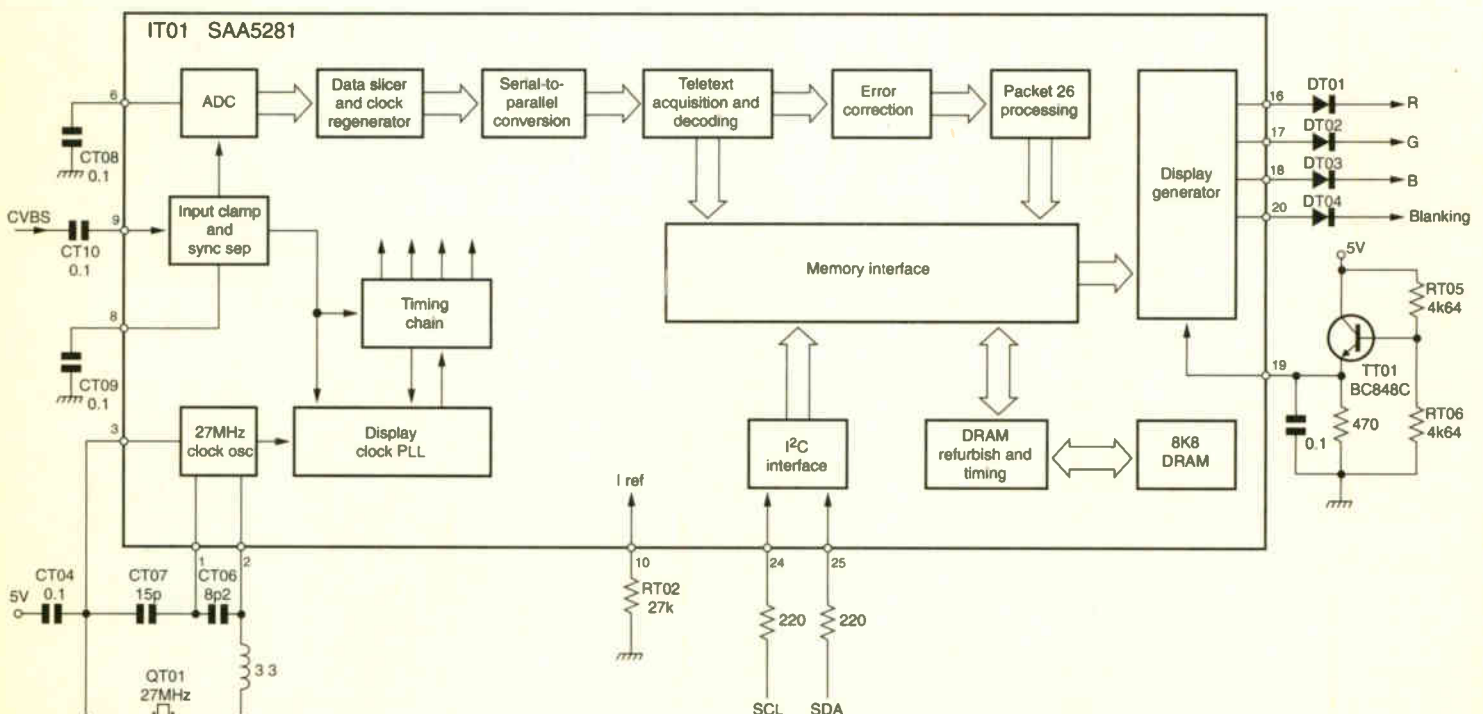 IT01 SAA5281
6
ADC
Data slicer
and clock
regenerator
Serial-to-
parallel
conversion
Teletext
acquisition and
decoding
Error
correction
Packet 26
processing
Display
generator
16
DT01
R
17
DT02
G
18
DT03
B
20
DT04
Blanking
CT08
0.1
CVBS
9
CT10
0.1
Input clamp
and
sync sep
8
CT09
0.1
Timing
chain
Memory interface
5V
RT05
4k64
TT01
BC848C
19
0.1
470
RT06
4k64
3
27MHz
clock osc
Display
clock PLL
I ref
I²C
interface
DRAM
refurbish and
timing
8K8
DRAM
1
2
10
24
25
5V
CT04
0.1
CT07
15p
CT06
8p2
RT02
27k
220
220
3 3
QT01
27MHz
SCL
SDA